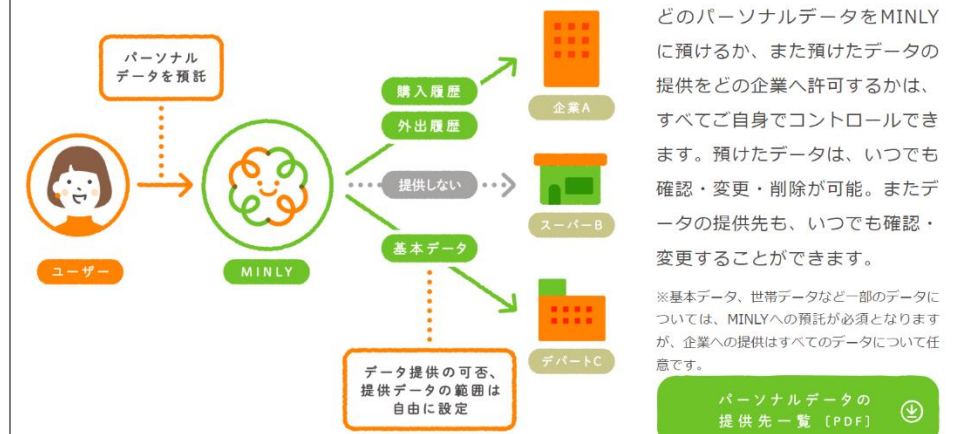 パーソナル
データを預託
ユーザー
MINLY
購入履歴
外出履歴
提供しない
基本データ
企業A
スーパーB
デパートC
データ提供の可否、
提供データの範囲は
自由に設定
どのパーソナルデータをMINLY
に預けるか、また預けたデータの
提供をどの企業へ許可するかは、
すべてご自身でコントロールでき
ます。預けたデータは、いつでも
確認・変更・削除が可能。またデ
ータの提供先も、いつでも確認・
変更することができます。
※基本データ、世帯データなど一部のデータに
ついては、MINLYへの預託が必須となります
が、企業への提供はすべてのデータについて任
意です。
パーソナルデータの
提供先一覧 [PDF]